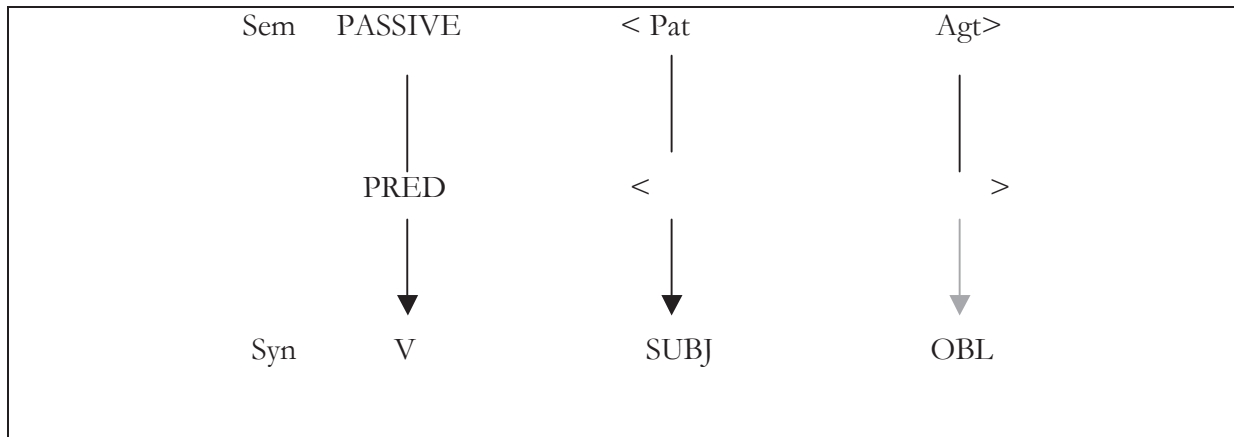 Sem PASSIVE < Pat Agt>
PRED < >
Syn V SUBJ OBL